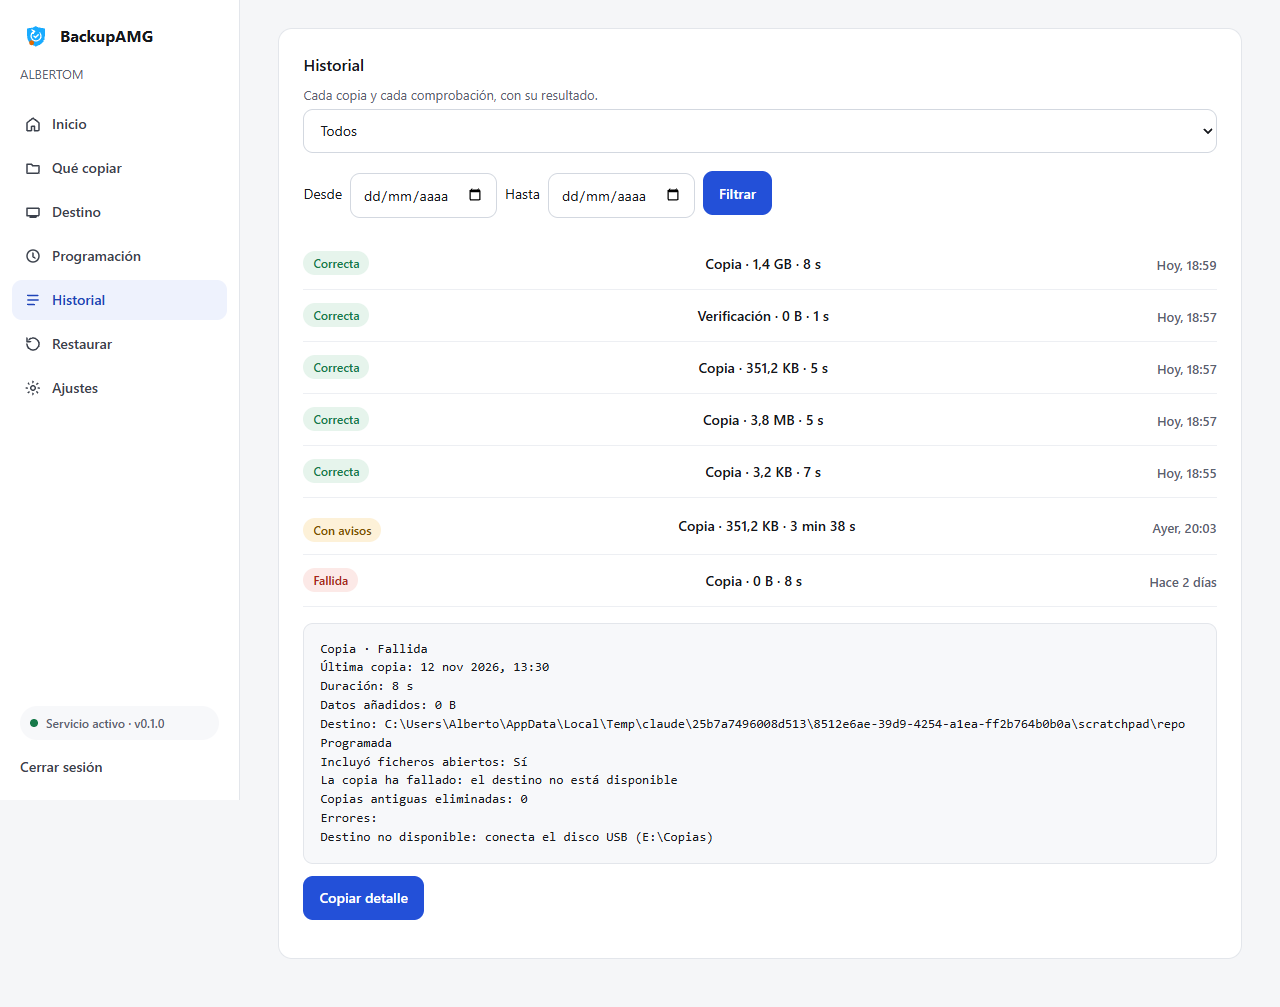 BackupAMG
ALBERTOM
Inicio
Qué copiar
Destino
Programación
Historial
Restaurar
Ajustes
Servicio activo · v0.1.0
Cerrar sesión
Historial
Cada copia y cada comprobación, con su resultado.
Todos
Desde dd/mm/aaaa Hasta dd/mm/aaaa Filtrar
Correcta Copia · 1,4 GB · 8 s Hoy, 18:59
Correcta Verificación · 0 B · 1 s Hoy, 18:57
Correcta Copia · 351,2 KB · 5 s Hoy, 18:57
Correcta Copia · 3,8 MB · 5 s Hoy, 18:57
Correcta Copia · 3,2 KB · 7 s Hoy, 18:55
Con avisos Copia · 351,2 KB · 3 min 38 s Ayer, 20:03
Fallida Copia · 0 B · 8 s Hace 2 días
Copia · Fallida
Última copia: 12 nov 2026, 13:30
Duración: 8 s
Datos añadidos: 0 B
Destino: C:\Users\Alberto\AppData\Local\Temp\claude\25b7a7496008d513\8512e6ae-39d9-4254-a1ea-ff2b764b0b0a\scratchpad\repo
Programada
Incluyó ficheros abiertos: Sí
La copia ha fallado: el destino no está disponible
Copias antiguas eliminadas: 0
Errores:
Destino no disponible: conecta el disco USB (E:\Copias)
Copiar detalle